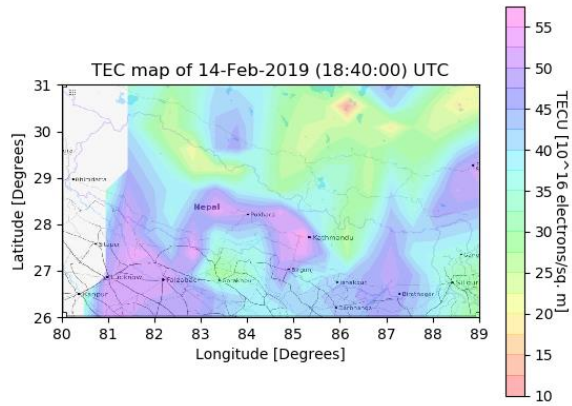 TEC map of 14-Feb-2019 (18:40:00) UTC
31
30
29
28
27
26
Latitude [Degrees]
80 81 82 83 84 85 86 87 88 89
Longitude [Degrees]
Nepal
Pokhara
Kathmandu
Lucknow
Kanpur
55
50
45
40
35
30
25
20
15
10
TECU [10^16 electrons/sq. m]